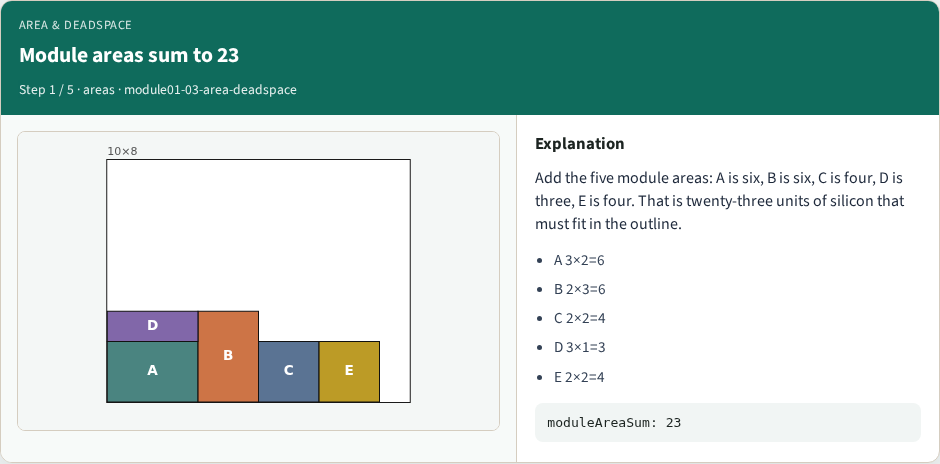 AREA & DEADSPACE
Module areas sum to 23
Step 1 / 5 · areas · module01-03-area-deadspace
10×8
D
A
B
C
E
Explanation
Add the five module areas: A is six, B is six, C is four, D is
three, E is four. That is twenty-three units of silicon that
must fit in the outline.
• A 3×2=6
• B 2×3=6
• C 2×2=4
• D 3×1=3
• E 2×2=4
moduleAreaSum: 23